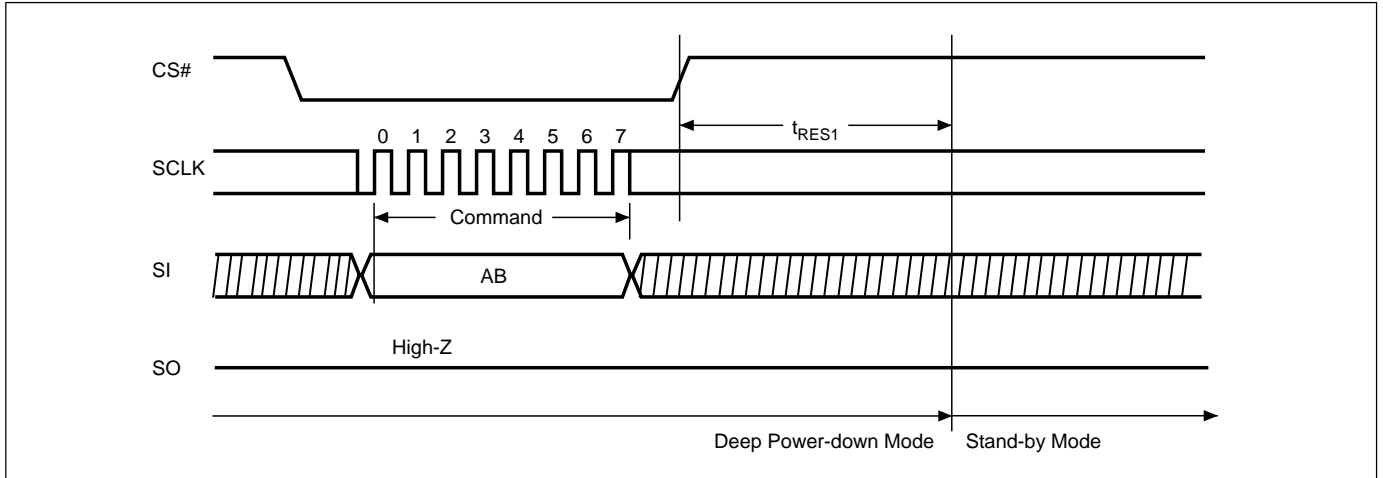 CS#
tRES1
0 1 2 3 4 5 6 7
SCLK
Command
SI
AB
High-Z
SO
Deep Power-down Mode Stand-by Mode